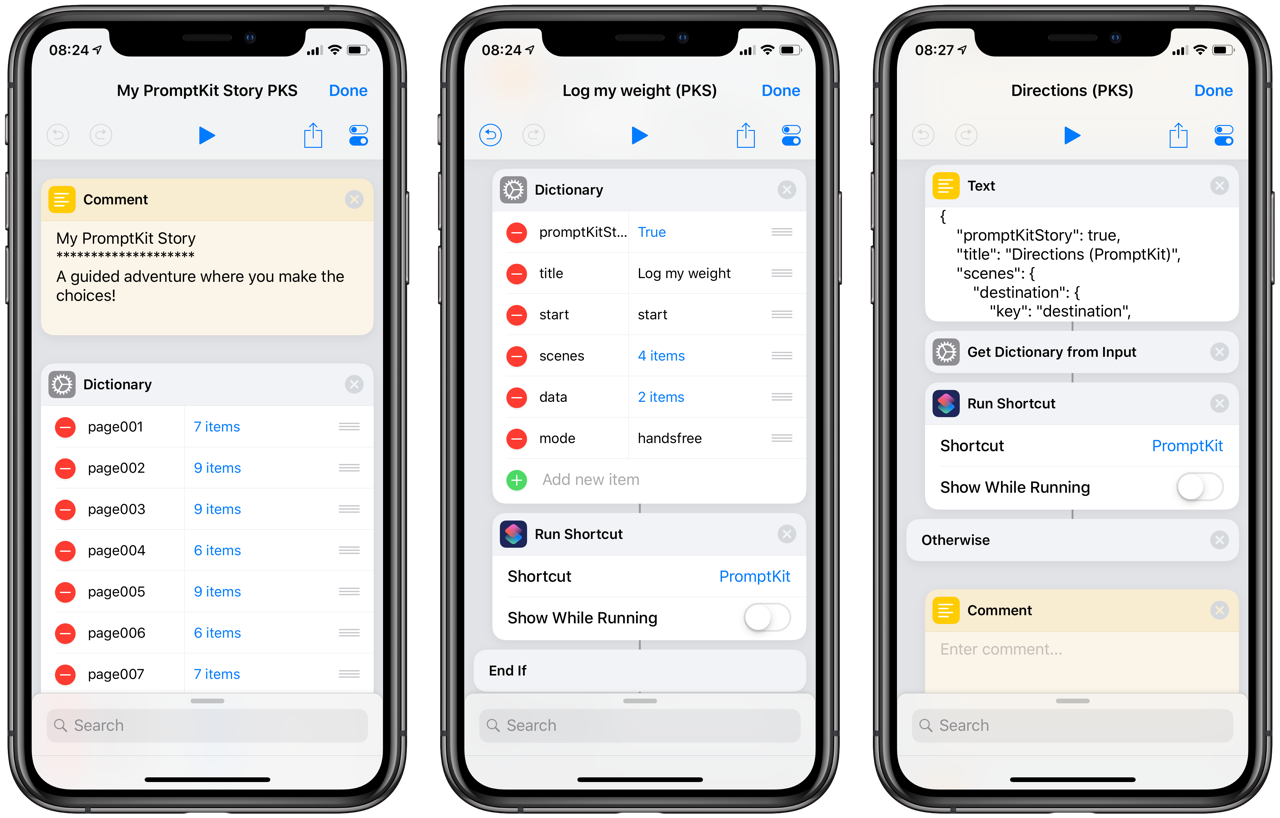 08:24
My PromptKit Story PKS
Done
Comment
My PromptKit Story
********************
A guided adventure where you make the
choices!
Dictionary
page001 7 items
page002 9 items
page003 9 items
page004 6 items
page005 9 items
page006 6 items
page007 7 items
Search
08:24
Log my weight (PKS)
Done
Dictionary
promptKitSt... True
title Log my weight
start start
scenes 4 items
data 2 items
mode handsfree
Add new item
Run Shortcut
Shortcut PromptKit
Show While Running
End If
Search
08:27
Directions (PKS)
Done
Text
{
"promptKitStory": true,
"title": "Directions (PromptKit)",
"scenes": {
"destination": {
"key": "destination",
Get Dictionary from Input
Run Shortcut
Shortcut PromptKit
Show While Running
Otherwise
Comment
Enter comment...
Search